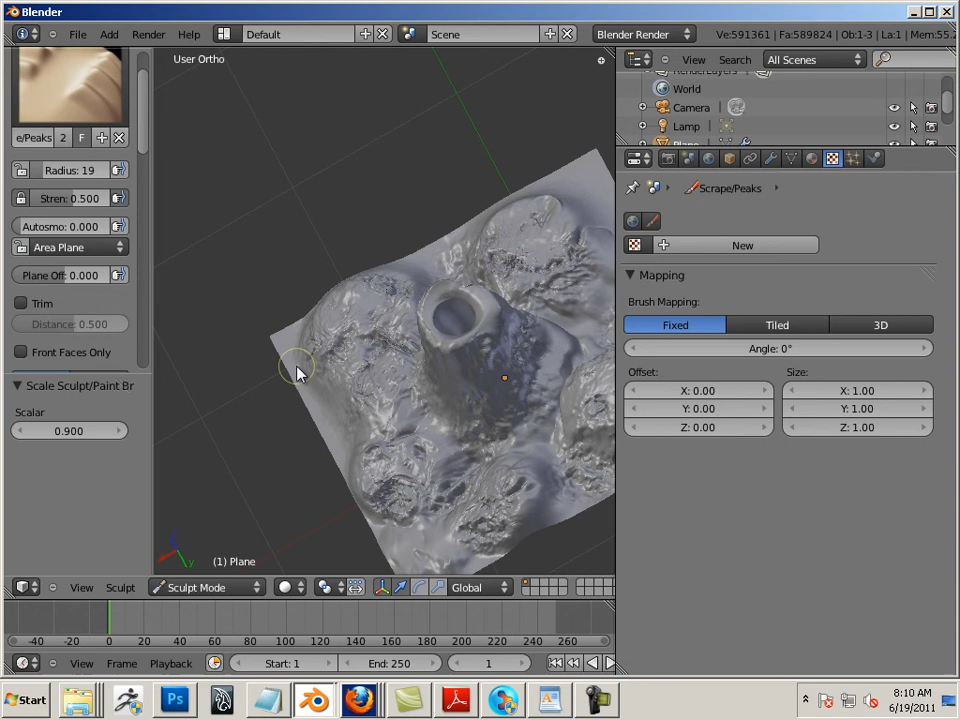 Blender
File Add Render Help Default Scene Blender Render Ve:591361 | Fa:589824 | Ob:1-3 | La:1 | Mem:55.
User Ortho
View Search All Scenes
RenderLayers
World
Camera
Lamp
Plane
e/Peaks 2 F
Radius: 19
Stren: 0.500
Autosmo: 0.000
Area Plane
Plane Off: 0.000
Trim
Distance: 0.500
Front Faces Only
Scale Sculpt/Paint Br
Scalar
0.900
Scrape/Peaks
New
Mapping
Brush Mapping:
Fixed Tiled 3D
Angle: 0°
Offset: Size:
X: 0.00 X: 1.00
Y: 0.00 Y: 1.00
Z: 0.00 Z: 1.00
(1) Plane
View Sculpt Sculpt Mode Global
-40 -20 0 20 40 60 80 100 120 140 160 180 200 220 240 260
View Frame Playback Start: 1 End: 250 1
Start Ps 8:10 AM
6/19/2011